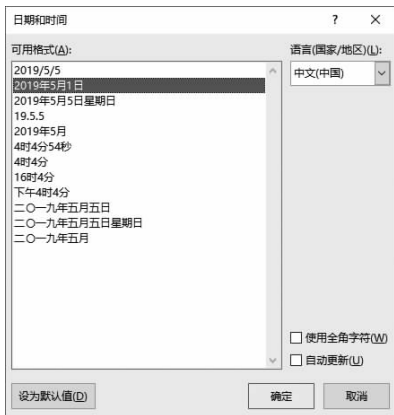 日期和时间 ? ×
可用格式(A):
语言(国家/地区)(L):
2019/5/5
中文(中国)
2019年5月1日
2019年5月5日星期日
19.5.5
2019年5月
4时4分54秒
4时4分
16时4分
下午4时4分
二〇一九年五月五日
二〇一九年五月五日星期日
二〇一九年五月
使用全角字符(W)
自动更新(U)
设为默认值(D)
确定
取消